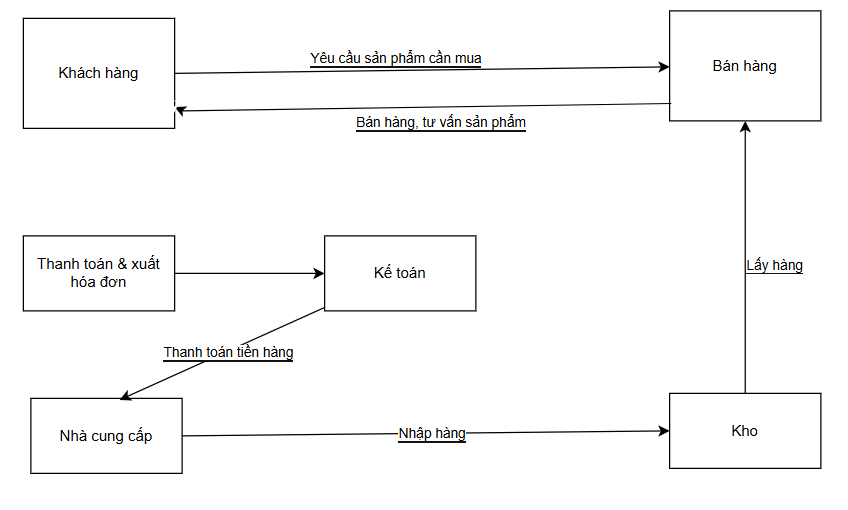 Khách hàng
Yêu cầu sản phẩm cần mua
Bán hàng
Bán hàng, tư vấn sản phẩm
Thanh toán & xuất
hóa đơn
Kế toán
Lấy hàng
Thanh toán tiền hàng
Nhà cung cấp
Nhập hàng
Kho